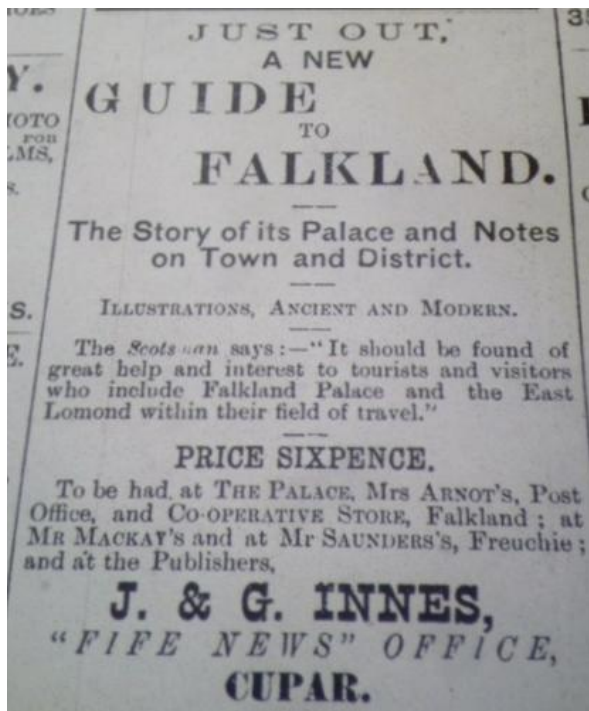 JUST OUT,
A NEW
GUIDE
TO
FALKLAND.
The Story of its Palace and Notes
on Town and District.
ILLUSTRATIONS, ANCIENT AND MODERN.
The Scotsman says:—"It should be found of
great help and interest to tourists and visitors
who include Falkland Palace and the East
Lomond within their field of travel."
PRICE SIXPENCE.
To be had at THE PALACE, MRS ARNOT'S, Post
Office, and CO-OPERATIVE STORE, Falkland; at
MR MACKAY'S and at Mr SAUNDERS'S, Freuchie;
and at the Publishers,
J. & G. INNES,
"FIFE NEWS" OFFICE,
CUPAR.